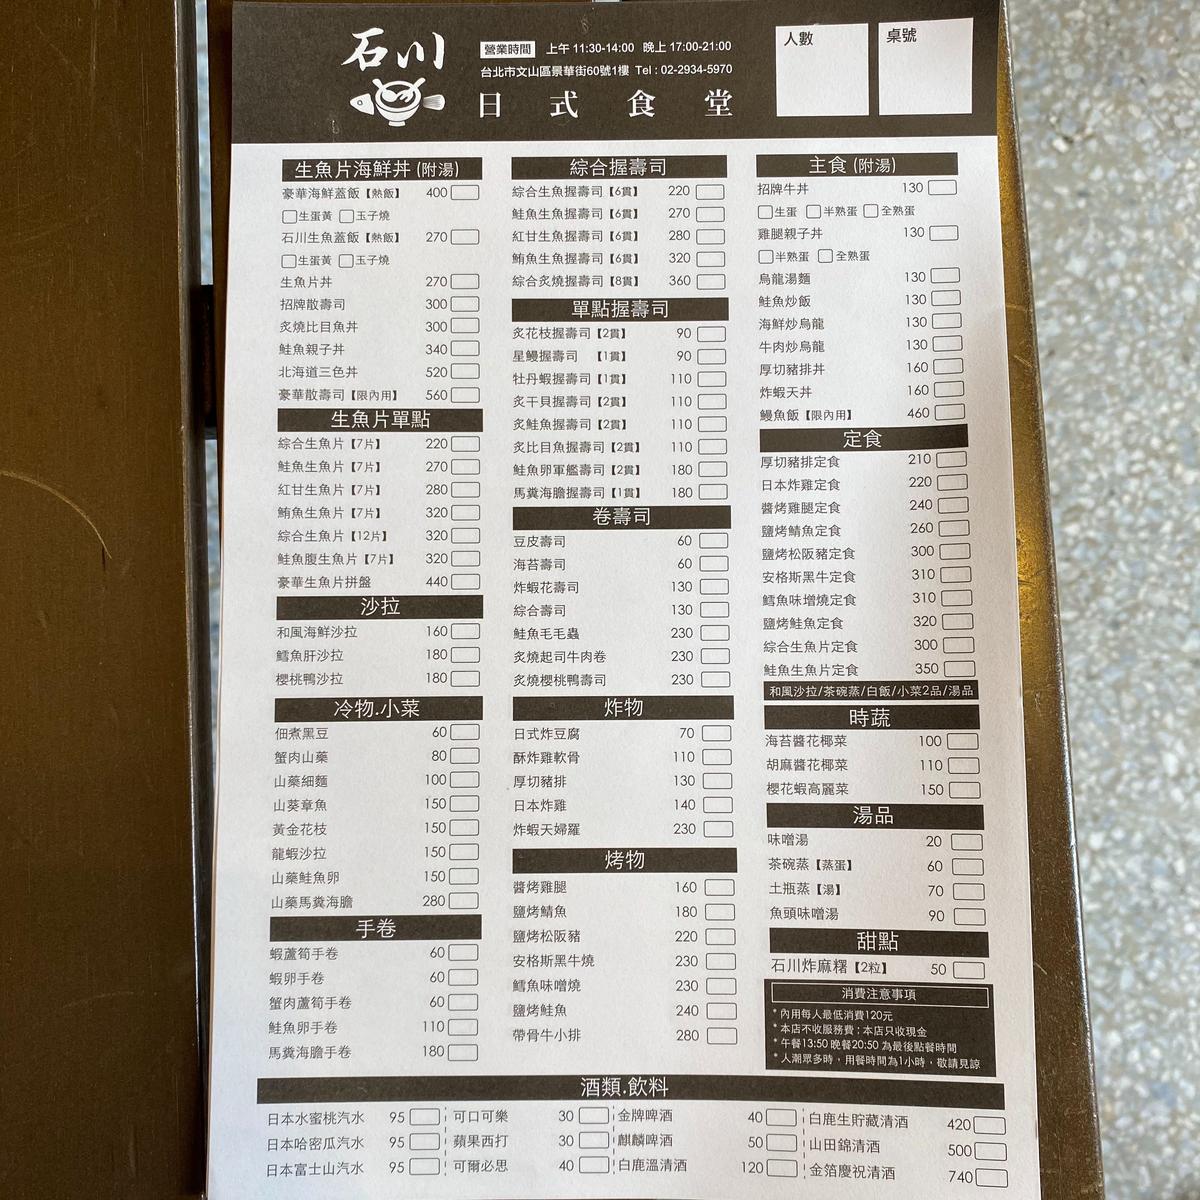 石川
營業時間 上午 11:30-14:00 晚上 17:00-21:00
台北市文山區景華街60號1樓 Tel : 02-2934-5970
日式食堂
人數
桌號
生魚片海鮮丼 (附湯)
豪華海鮮蓋飯【熱飯】 400
生蛋黃 玉子燒
石川生魚蓋飯【熱飯】 270
生蛋黃 玉子燒
生魚片丼 270
招牌散壽司 300
炙燒比目魚丼 300
鮭魚親子丼 340
北海道三色丼 520
豪華散壽司【限內用】 560
生魚片單點
綜合生魚片【7片】 220
鮭魚生魚片【7片】 270
紅甘生魚片【7片】 280
鮪魚生魚片【7片】 320
綜合生魚片【12片】 320
鮭魚腹生魚片【7片】 320
豪華生魚片拼盤 440
沙拉
和風海鮮沙拉 160
鱈魚肝沙拉 180
櫻桃鴨沙拉 180
冷物.小菜
佃煮黑豆 60
蟹肉山藥 80
山藥細麵 100
山葵章魚 150
黃金花枝 150
龍蝦沙拉 150
山藥鮭魚卵 150
山藥馬糞海膽 280
手卷
蝦蘆筍手卷 60
蝦卵手卷 60
蟹肉蘆筍手卷 60
鮭魚卵手卷 110
馬糞海膽手卷 180
綜合握壽司
綜合生魚握壽司【6貫】 220
鮭魚生魚握壽司【6貫】 270
紅甘生魚握壽司【6貫】 280
鮪魚生魚握壽司【6貫】 320
綜合炙燒握壽司【8貫】 360
單點握壽司
炙花枝握壽司【2貫】 90
星鰻握壽司 【1貫】 90
牡丹蝦握壽司【1貫】 110
炙干貝握壽司【2貫】 110
炙鮭魚握壽司【2貫】 110
炙比目魚握壽司【2貫】 110
鮭魚卵軍艦壽司【2貫】 180
馬糞海膽握壽司【1貫】 180
卷壽司
豆皮壽司 60
海苔壽司 60
炸蝦花壽司 130
綜合壽司 130
鮭魚毛毛蟲 230
炙燒起司牛肉卷 230
炙燒櫻桃鴨壽司 230
炸物
日式炸豆腐 70
酥炸雞軟骨 110
厚切豬排 130
日本炸雞 140
炸蝦天婦羅 230
烤物
醬烤雞腿 160
鹽烤鯖魚 180
鹽烤松阪豬 220
安格斯黑牛燒 230
鱈魚味噌燒 230
鹽烤鮭魚 240
帶骨牛小排 280
主食 (附湯)
招牌牛丼 130
生蛋 半熟蛋 全熟蛋
雞腿親子丼 130
半熟蛋 全熟蛋
烏龍湯麵 130
鮭魚炒飯 130
海鮮炒烏龍 130
牛肉炒烏龍 130
厚切豬排丼 160
炸蝦天丼 160
鰻魚飯【限內用】 460
定食
厚切豬排定食 210
日本炸雞定食 220
醬烤雞腿定食 240
鹽烤鯖魚定食 260
鹽烤松阪豬定食 300
安格斯黑牛定食 310
鱈魚味增燒定食 310
鹽烤鮭魚定食 320
綜合生魚片定食 300
鮭魚生魚片定食 350
和風沙拉/茶碗蒸/白飯/小菜2品/湯品
時蔬
海苔醬花椰菜 100
胡麻醬花椰菜 110
櫻花蝦高麗菜 150
湯品
味噌湯 20
茶碗蒸【蒸蛋】 60
土瓶蒸【湯】 70
魚頭味噌湯 90
甜點
石川炸麻糬【2粒】 50
消費注意事項
* 內用每人最低消費120元
* 本店不收服務費 ; 本店只收現金
* 午餐13:50 晚餐20:50 為最後點餐時間
* 人潮眾多時，用餐時間為1小時，敬請見諒
酒類.飲料
日本水蜜桃汽水 95 可口可樂 30 金牌啤酒 40 白鹿生貯藏清酒 420
日本哈密瓜汽水 95 蘋果西打 30 麒麟啤酒 50 山田錦清酒 500
日本富士山汽水 95 可爾必思 40 白鹿溫清酒 120 金箔慶祝清酒 740